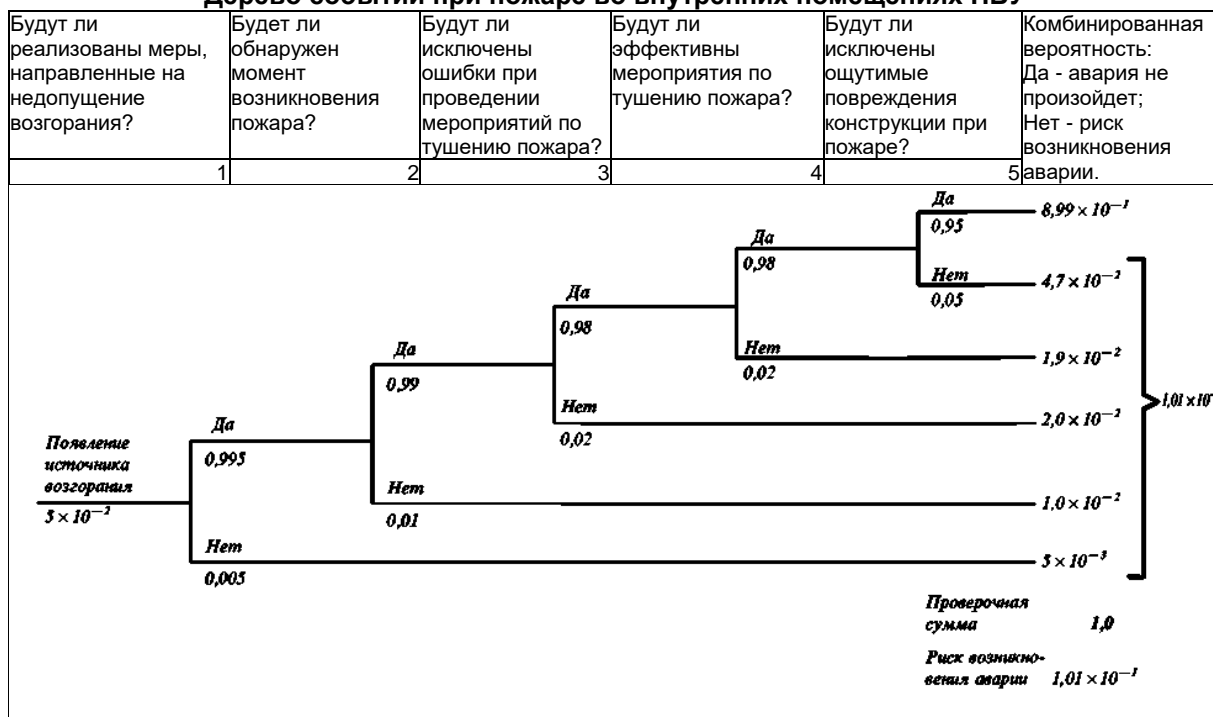 Дерево событий при пожаре во внутренних помещениях ПБУ
Будут ли
реализованы меры,
направленные на
недопущение
возгорания?
1
Будет ли
обнаружен
момент
возникновения
пожара?
2
Будут ли
исключены
ошибки при
проведении
мероприятий по
тушению пожара?
3
Будут ли
эффективны
мероприятия по
тушению пожара?
4
Будут ли
исключены
ощутимые
повреждения
конструкции при
пожаре?
5
Комбинированная
вероятность:
Да - авария не
произойдет;
Нет - риск
возникновения
аварии.
Да
0,95
8,99 × 10⁻¹
Да
0,98
Нет
0,05
4,7 × 10⁻²
Да
0,98
Нет
0,02
1,9 × 10⁻²
Да
0,99
Нет
0,02
2,0 × 10⁻²
1,01 × 10⁻
Да
0,995
Появление
источника
возгорания
5 × 10⁻²
Нет
0,01
1,0 × 10⁻²
Нет
0,005
5 × 10⁻³
Проверочная
сумма 1,0
Риск возникно-
вения аварии 1,01 × 10⁻¹